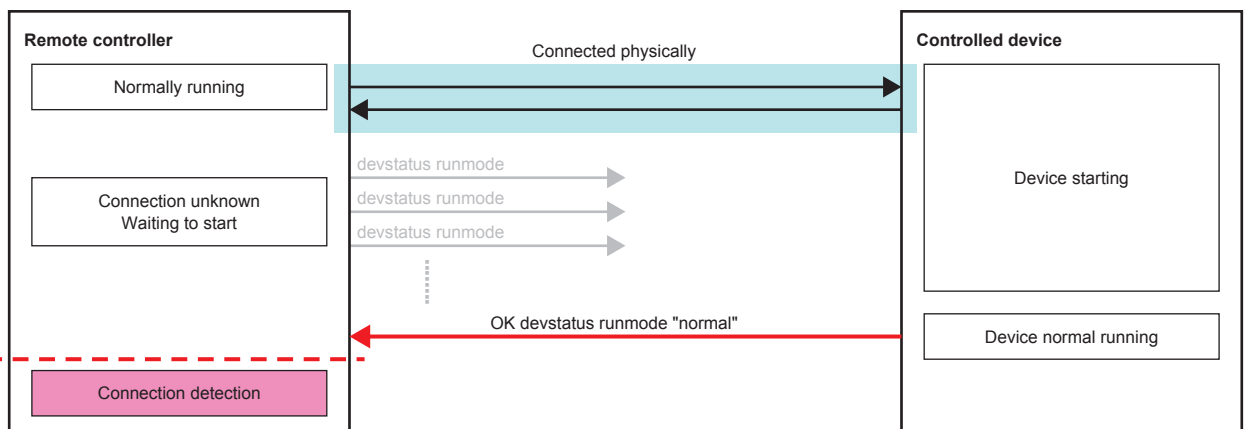 Remote controller
Connected physically
Controlled device
Normally running
devstatus runmode
Connection unknown
Waiting to start
devstatus runmode
devstatus runmode
Device starting
OK devstatus runmode "normal"
Device normal running
Connection detection